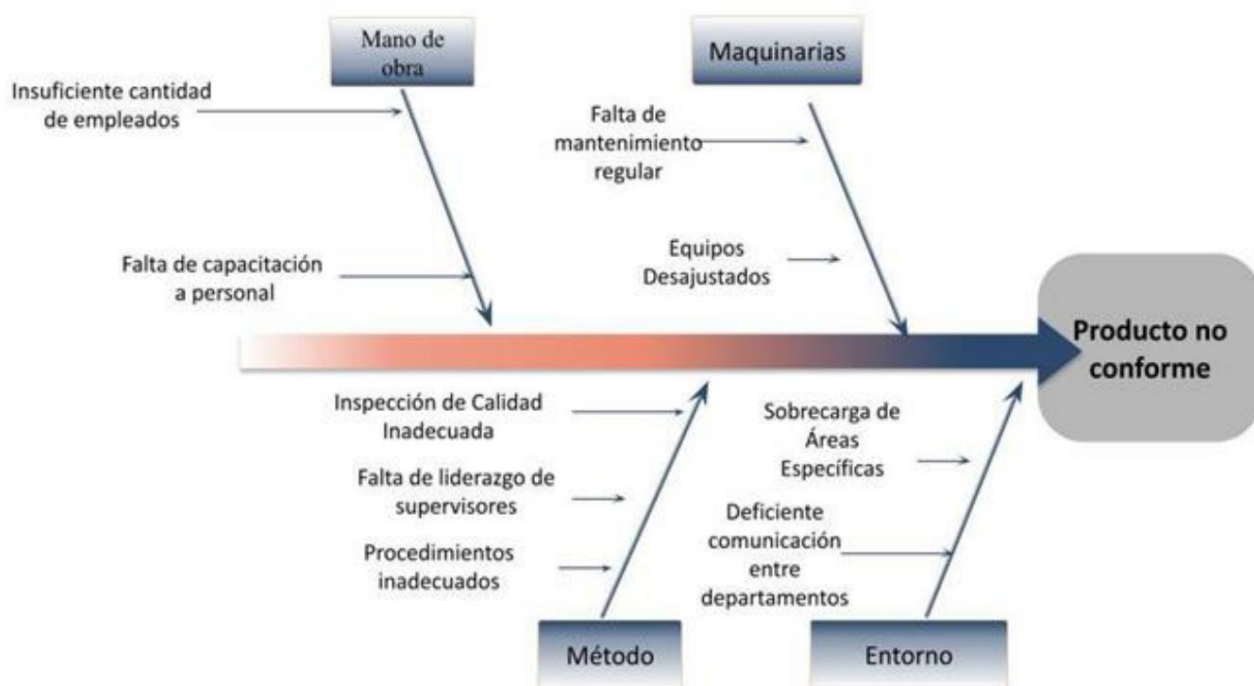 Mano de
obra
Maquinarias
Insuficiente cantidad
de empleados
Falta de
mantenimiento
regular
Falta de capacitación
a personal
Equipos
Desajustados
Producto no
conforme
Inspección de Calidad
Inadecuada
Falta de liderazgo de
supervisores
Procedimientos
inadecuados
Sobrecarga de
Áreas
Específicas
Deficiente
comunicación
entre
departamentos
Método
Entorno